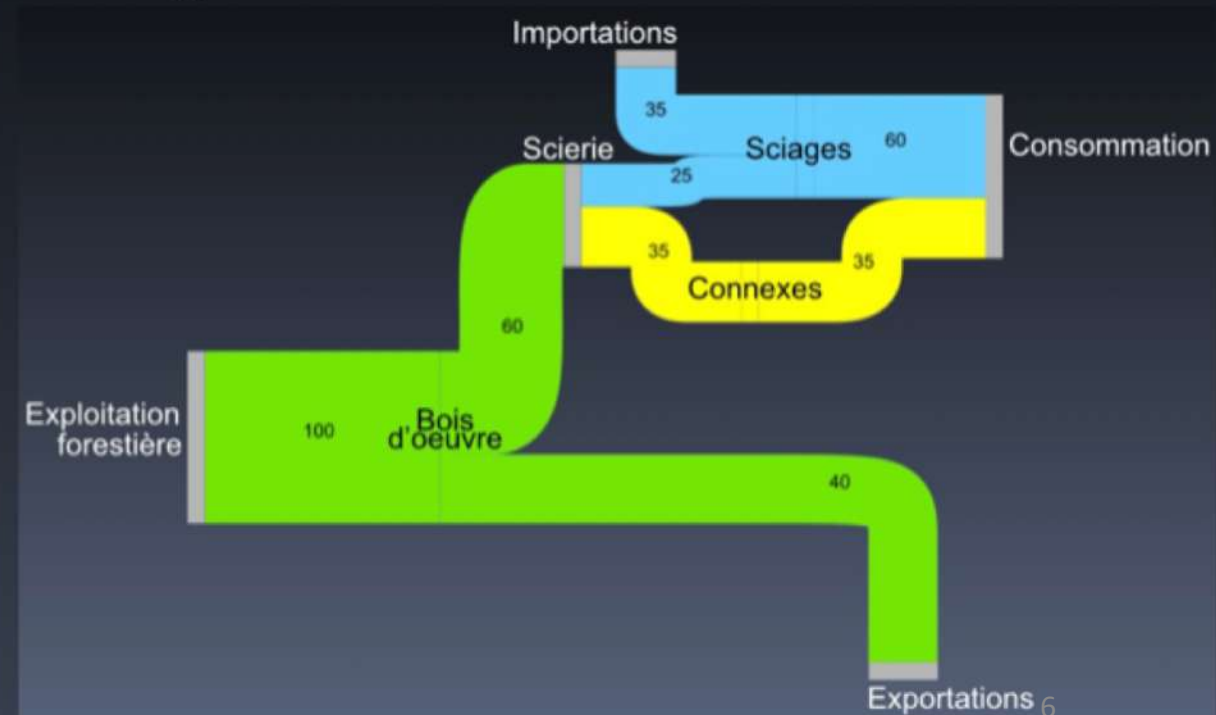 Importations
35
Sciages
60
Consommation
Scierie
25
35
35
Connexes
60
Exploitation
forestière
100
Bois
d'oeuvre
40
Exportations
6